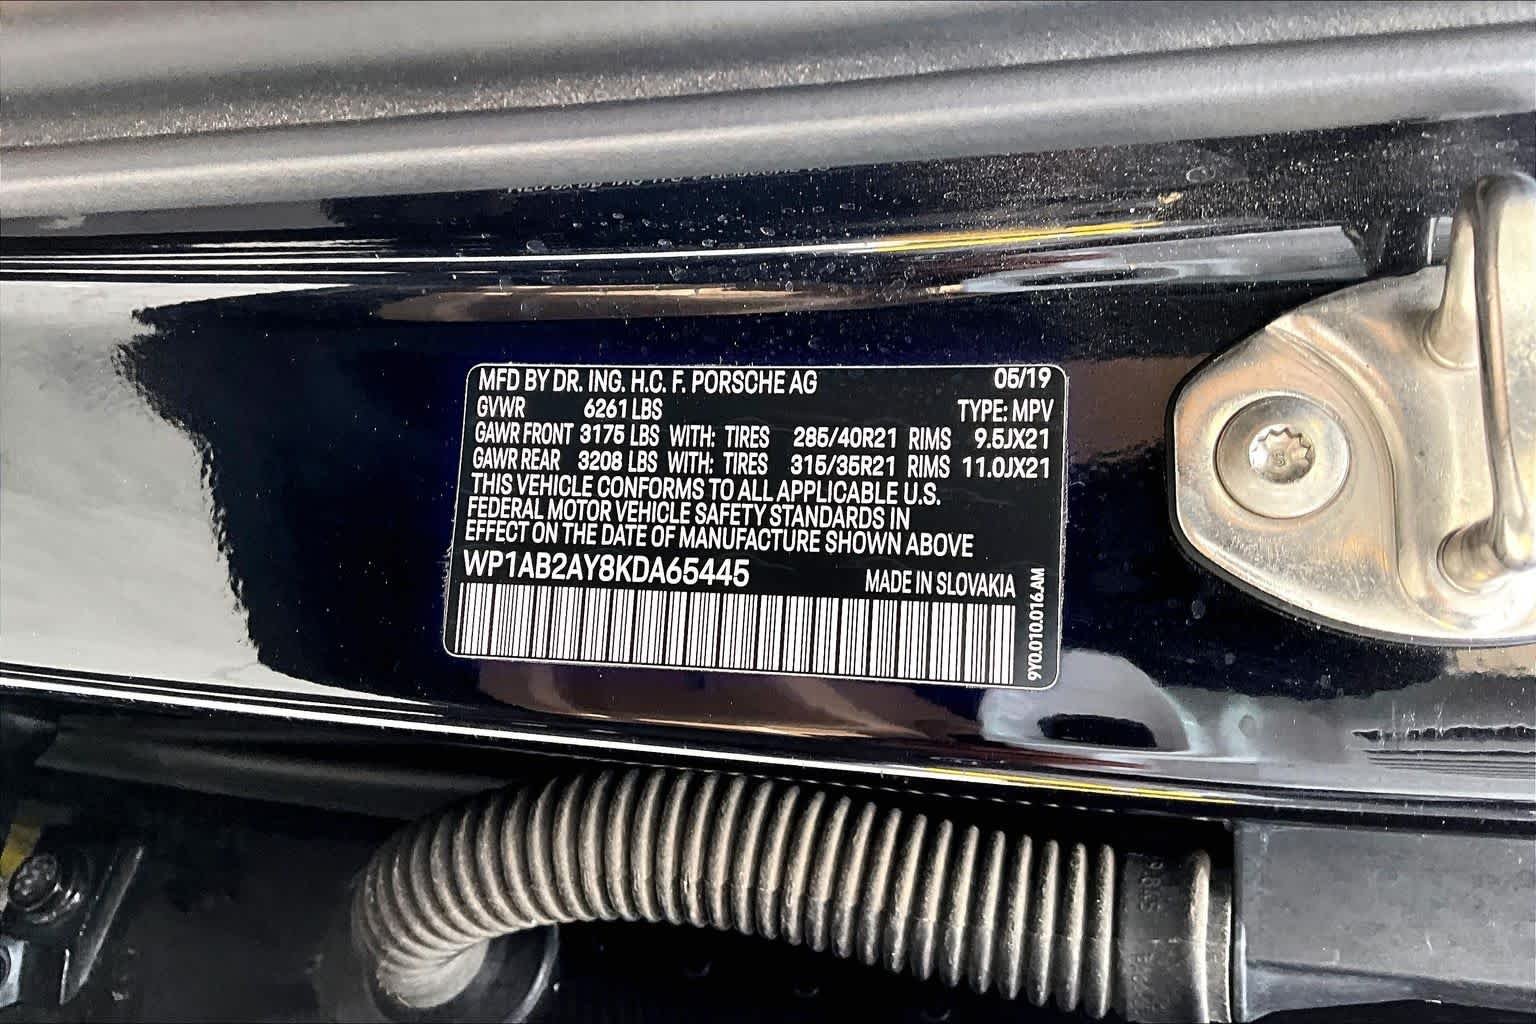 MFD BY DR. ING. H.C. F. PORSCHE AG 05/19
GVWR 6261 LBS TYPE: MPV
GAWR FRONT 3175 LBS WITH: TIRES 285/40R21 RIMS 9.5JX21
GAWR REAR 3208 LBS WITH: TIRES 315/35R21 RIMS 11.0JX21
THIS VEHICLE CONFORMS TO ALL APPLICABLE U.S.
FEDERAL MOTOR VEHICLE SAFETY STANDARDS IN
EFFECT ON THE DATE OF MANUFACTURE SHOWN ABOVE
WP1AB2AY8KDA65445 MADE IN SLOVAKIA
9Y0.010.016.AM